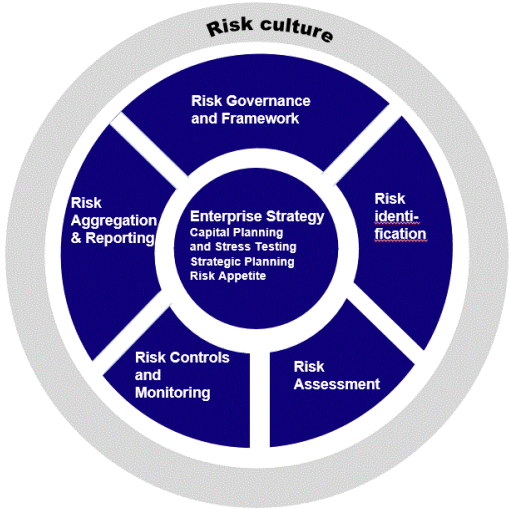 Risk culture
Risk Governance
and Framework
Risk
identi-
fication
Risk
Aggregation
& Reporting
Enterprise Strategy
Capital Planning
and Stress Testing
Strategic Planning
Risk Appetite
Risk Controls
and
Monitoring
Risk
Assessment